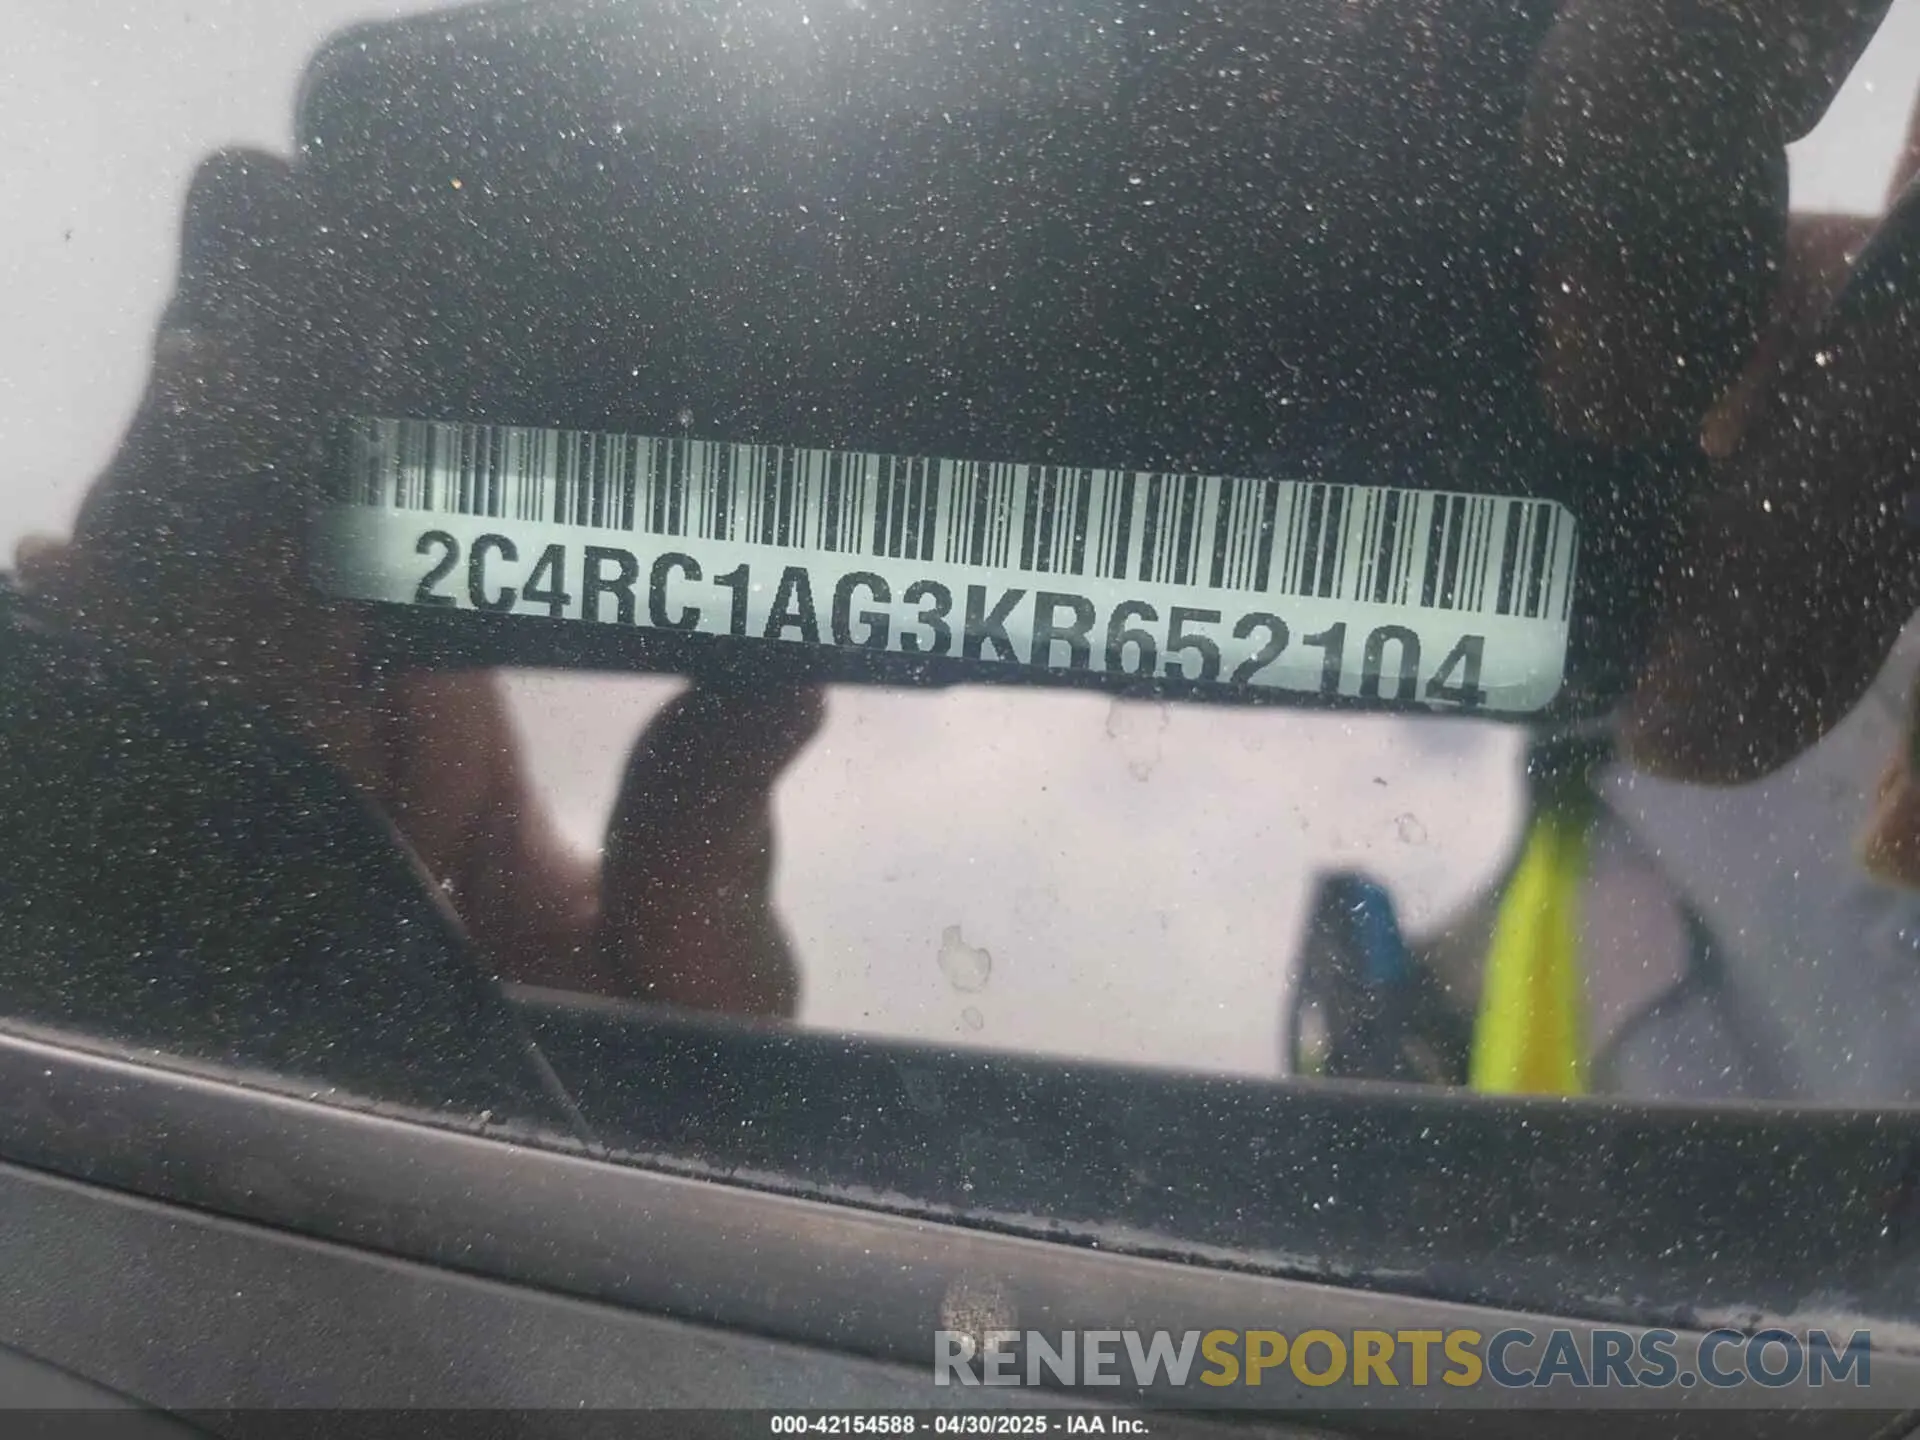 2C4RC1AG3KR652104
RENEWSPORTSCARS.COM
000-42154588 - 04/30/2025 - IAA Inc.